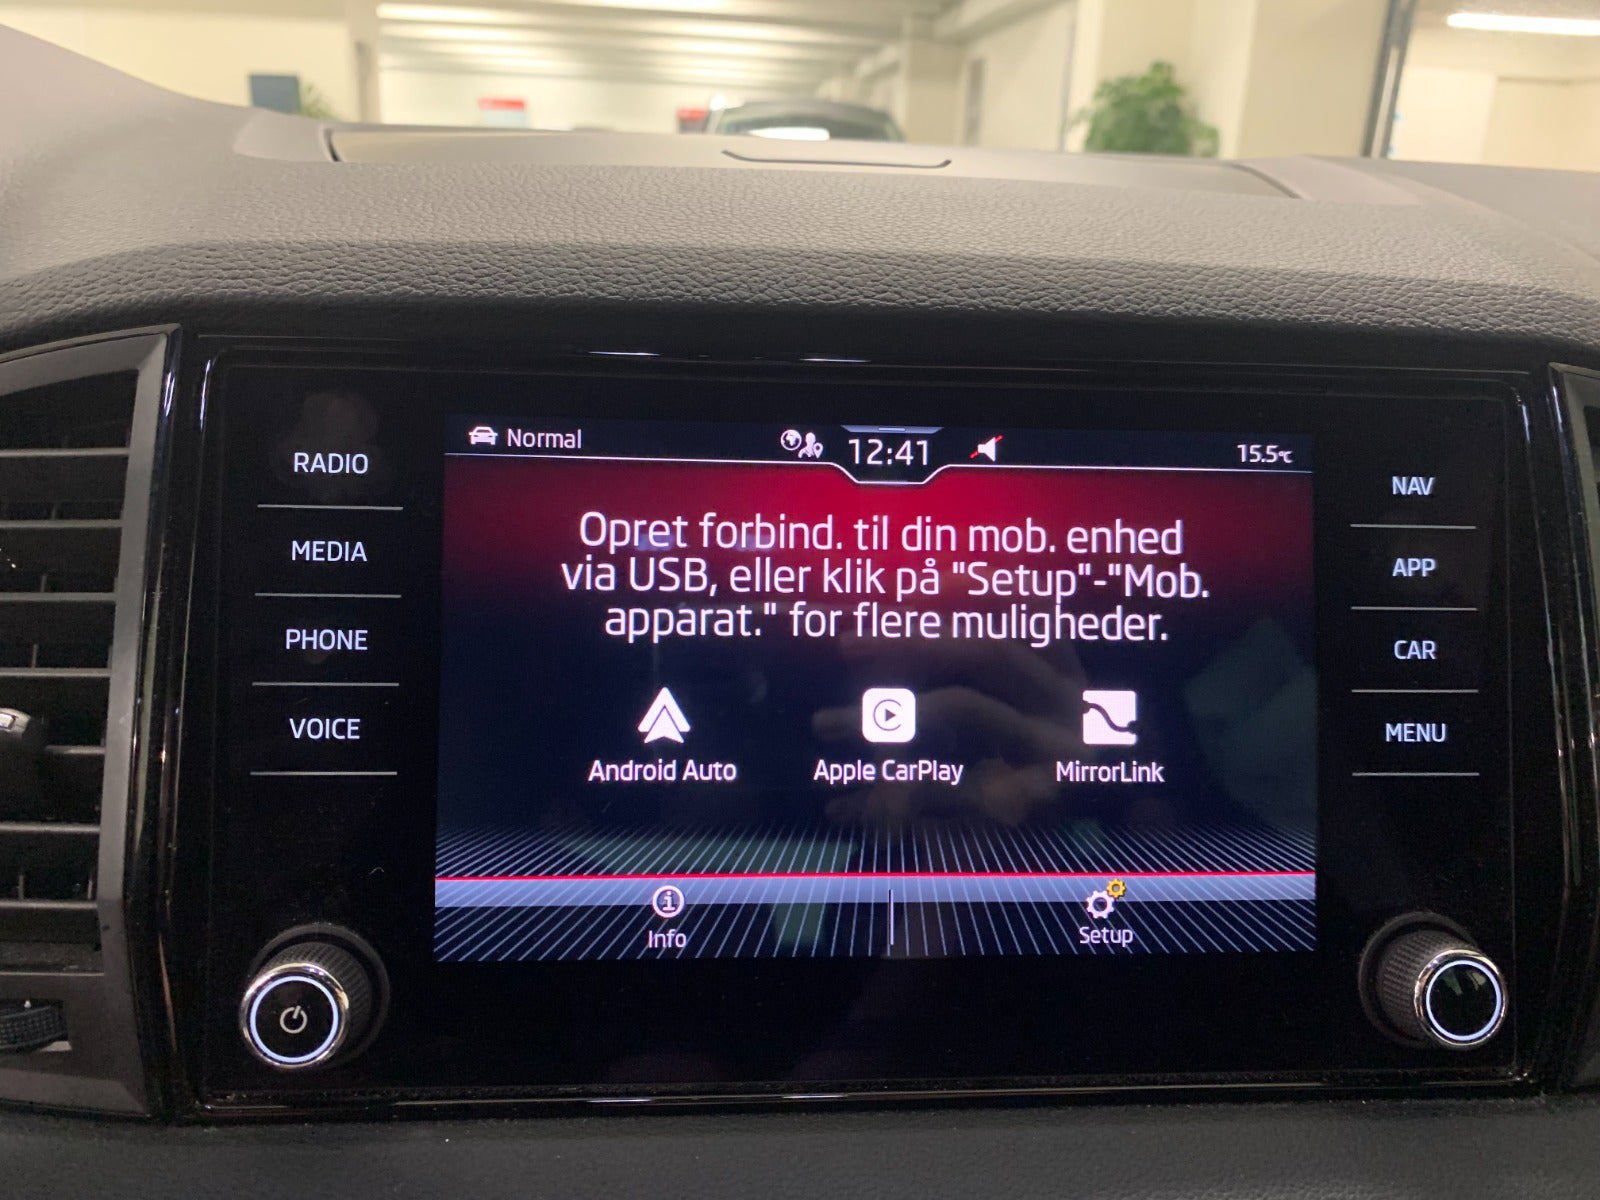 Normal
12:41
15.5°C
RADIO
MEDIA
PHONE
VOICE
Opret forbind. til din mob. enhed
via USB, eller klik på "Setup"-"Mob.
apparat." for flere muligheder.
Android Auto
Apple CarPlay
MirrorLink
Info
Setup
NAV
APP
CAR
MENU